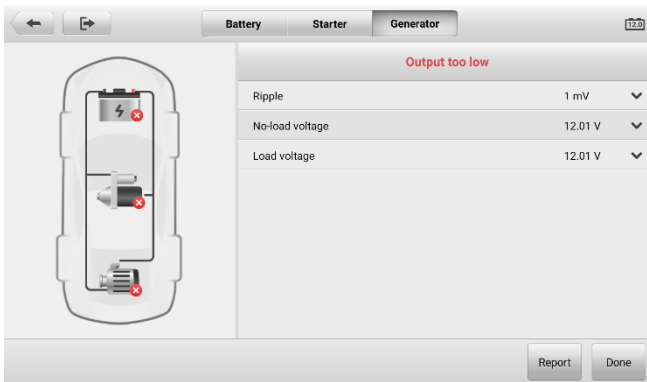 Battery Starter Generator
12.0
Output too low
Ripple 1 mV
No-load voltage 12.01 V
Load voltage 12.01 V
Report Done